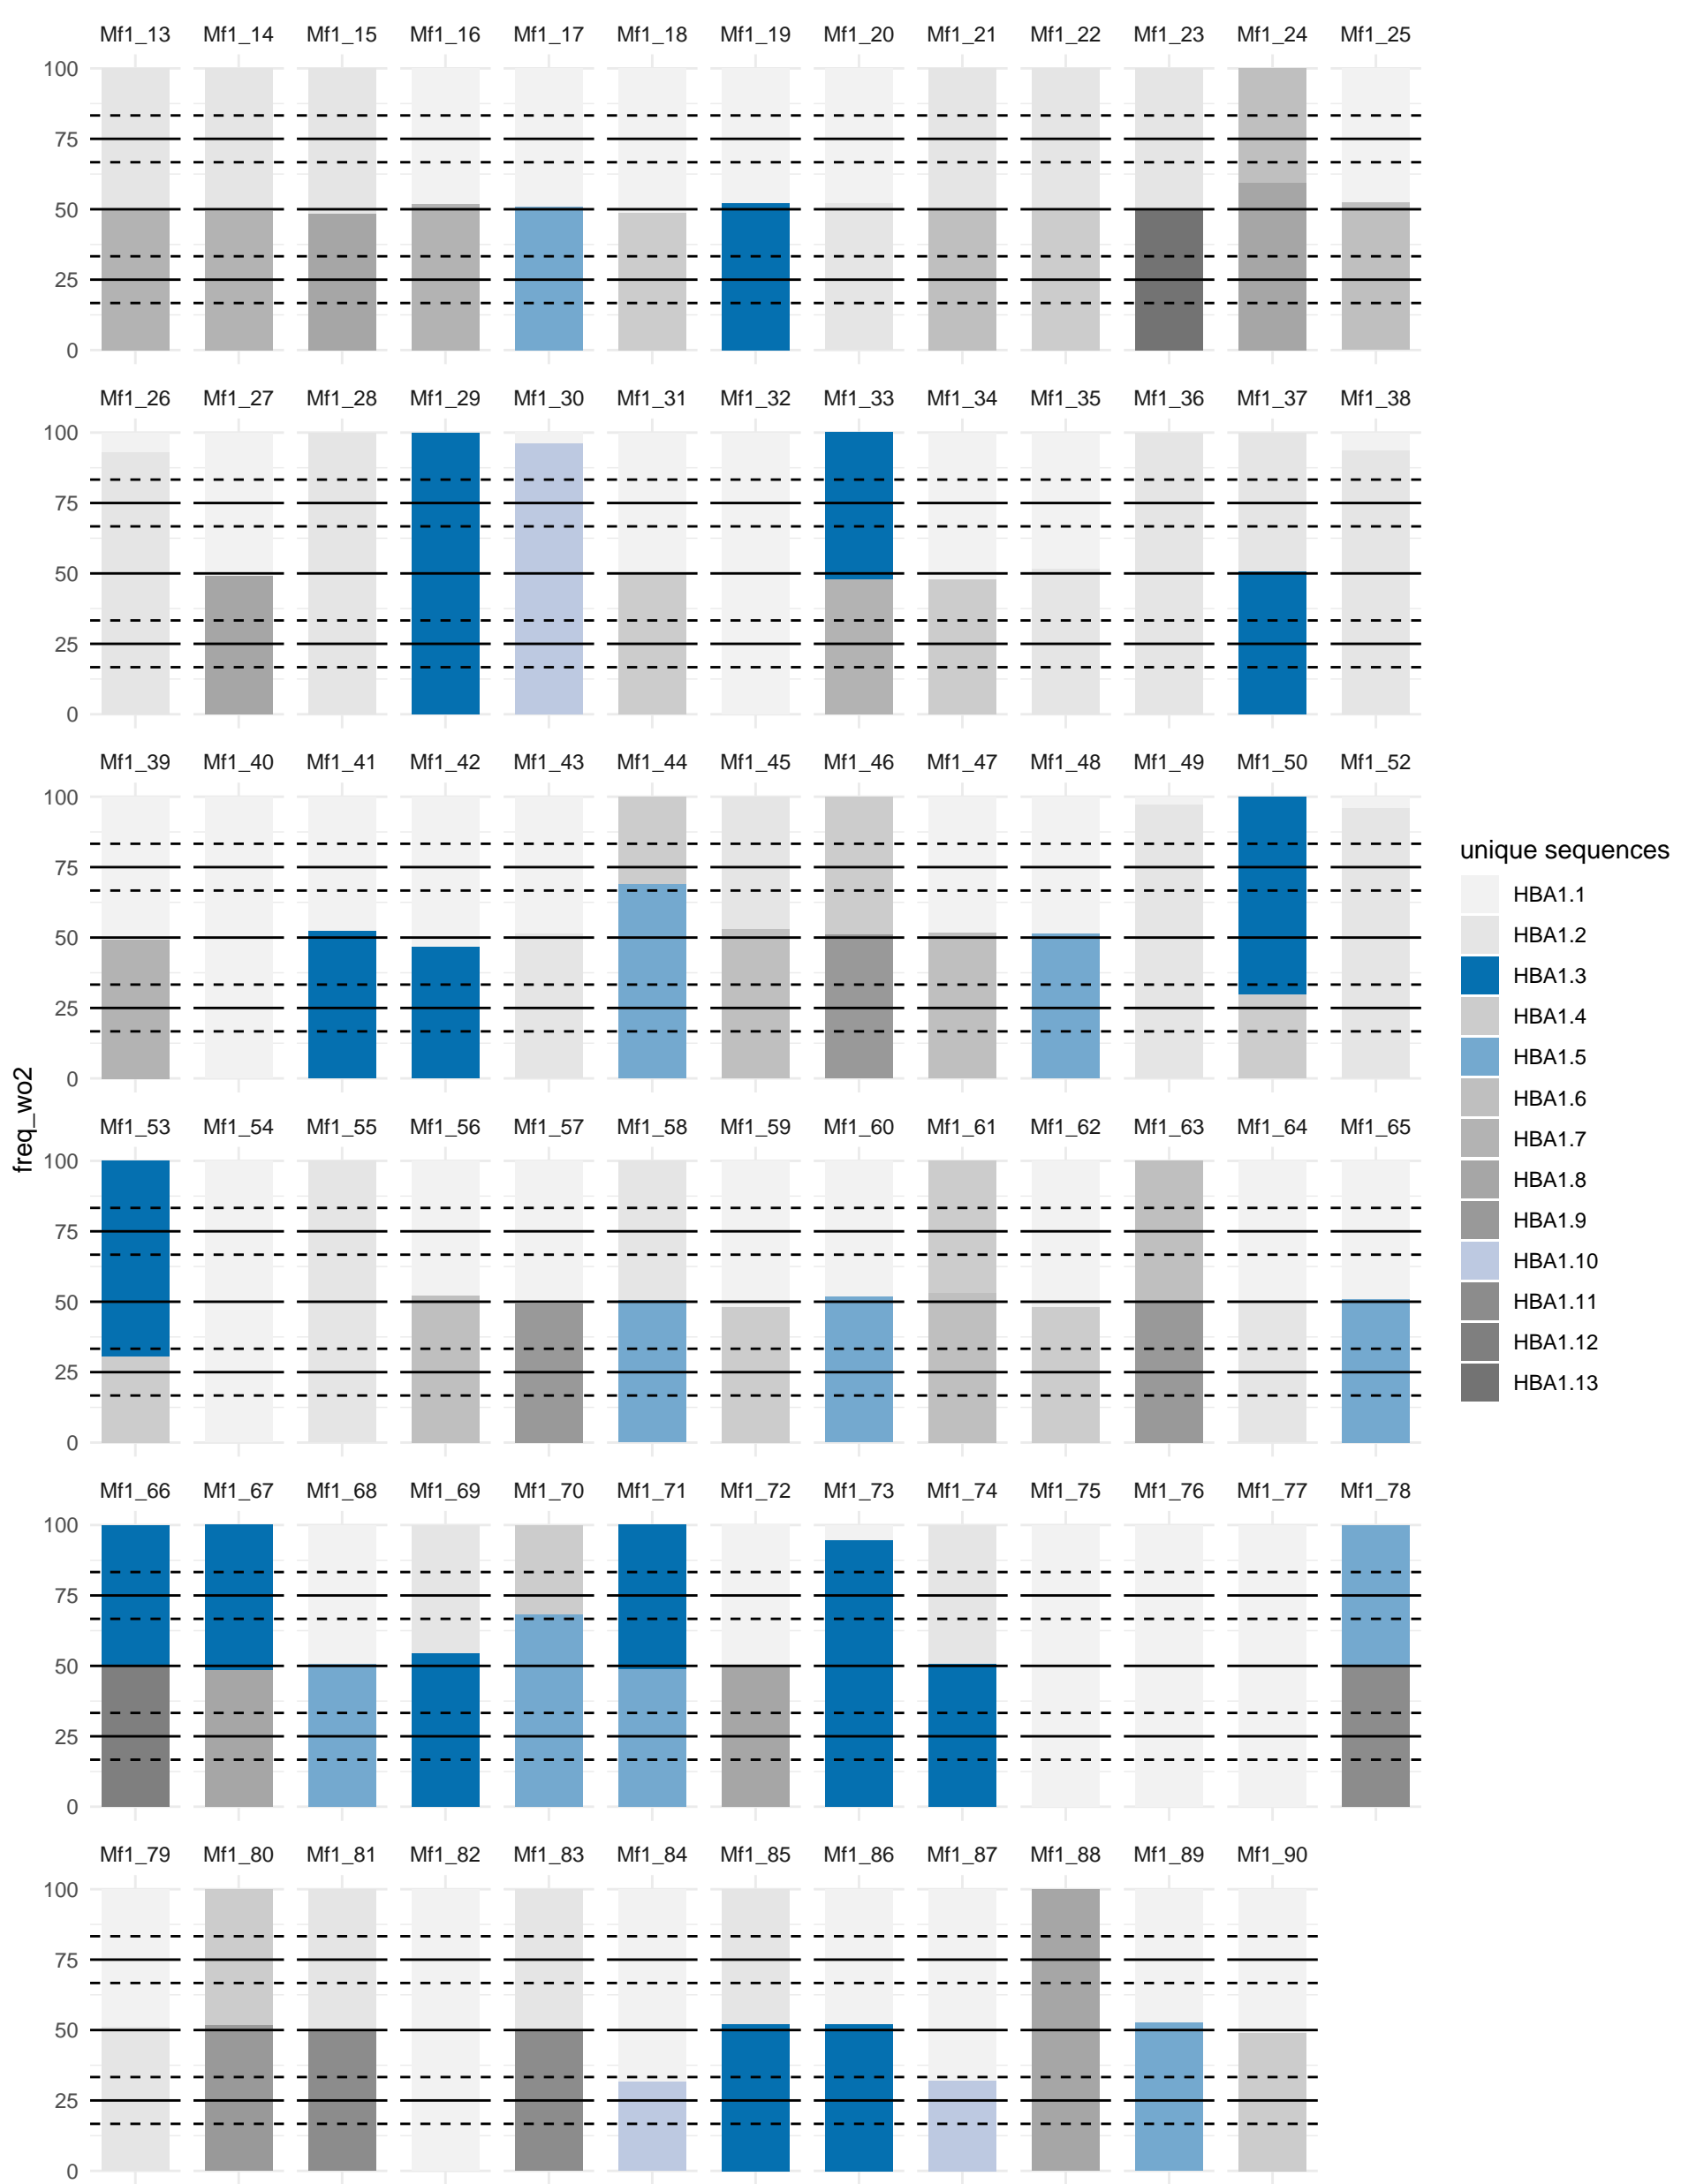 Mf1_13 Mf1_14 Mf1_15 Mf1_16 Mf1_17 Mf1_18 Mf1_19 Mf1_20 Mf1_21 Mf1_22 Mf1_23 Mf1_24 Mf1_25
100
75
50
25
0
Mf1_26 Mf1_27 Mf1_28 Mf1_29 Mf1_30 Mf1_31 Mf1_32 Mf1_33 Mf1_34 Mf1_35 Mf1_36 Mf1_37 Mf1_38
100
75
50
25
0
Mf1_39 Mf1_40 Mf1_41 Mf1_42 Mf1_43 Mf1_44 Mf1_45 Mf1_46 Mf1_47 Mf1_48 Mf1_49 Mf1_50 Mf1_52
100
75
50
25
0
freq_wo2
Mf1_53 Mf1_54 Mf1_55 Mf1_56 Mf1_57 Mf1_58 Mf1_59 Mf1_60 Mf1_61 Mf1_62 Mf1_63 Mf1_64 Mf1_65
100
75
50
25
0
Mf1_66 Mf1_67 Mf1_68 Mf1_69 Mf1_70 Mf1_71 Mf1_72 Mf1_73 Mf1_74 Mf1_75 Mf1_76 Mf1_77 Mf1_78
100
75
50
25
0
Mf1_79 Mf1_80 Mf1_81 Mf1_82 Mf1_83 Mf1_84 Mf1_85 Mf1_86 Mf1_87 Mf1_88 Mf1_89 Mf1_90
100
75
50
25
0
unique sequences
HBA1.1
HBA1.2
HBA1.3
HBA1.4
HBA1.5
HBA1.6
HBA1.7
HBA1.8
HBA1.9
HBA1.10
HBA1.11
HBA1.12
HBA1.13